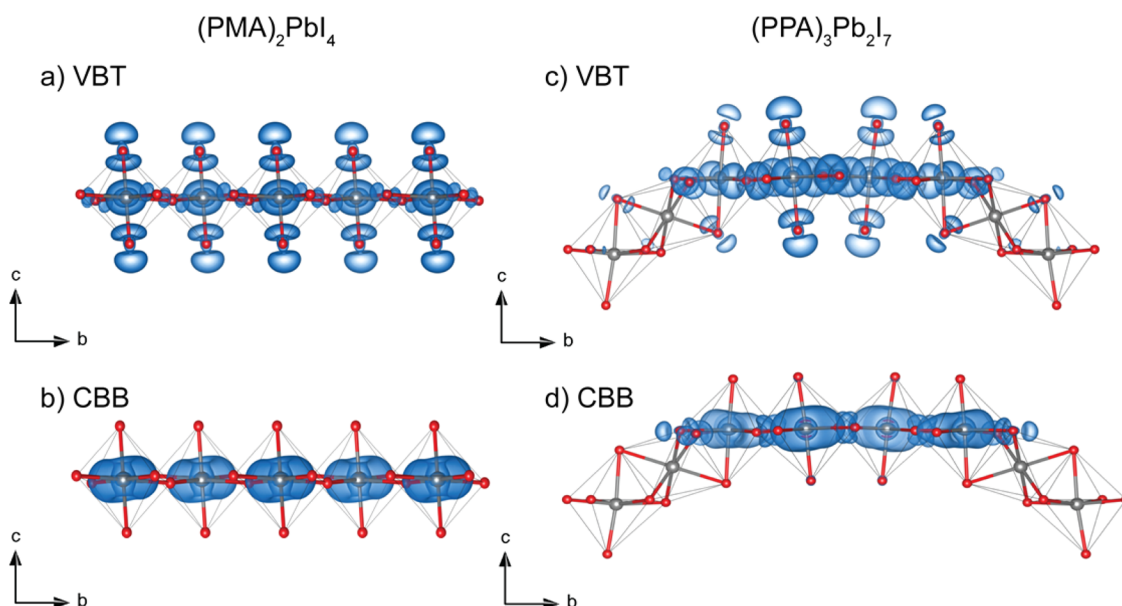 (PMA)₂PbI₄
(PPA)₃Pb₂I₇
a) VBT
c
b
c) VBT
c
b
b) CBB
c
b
d) CBB
c
b